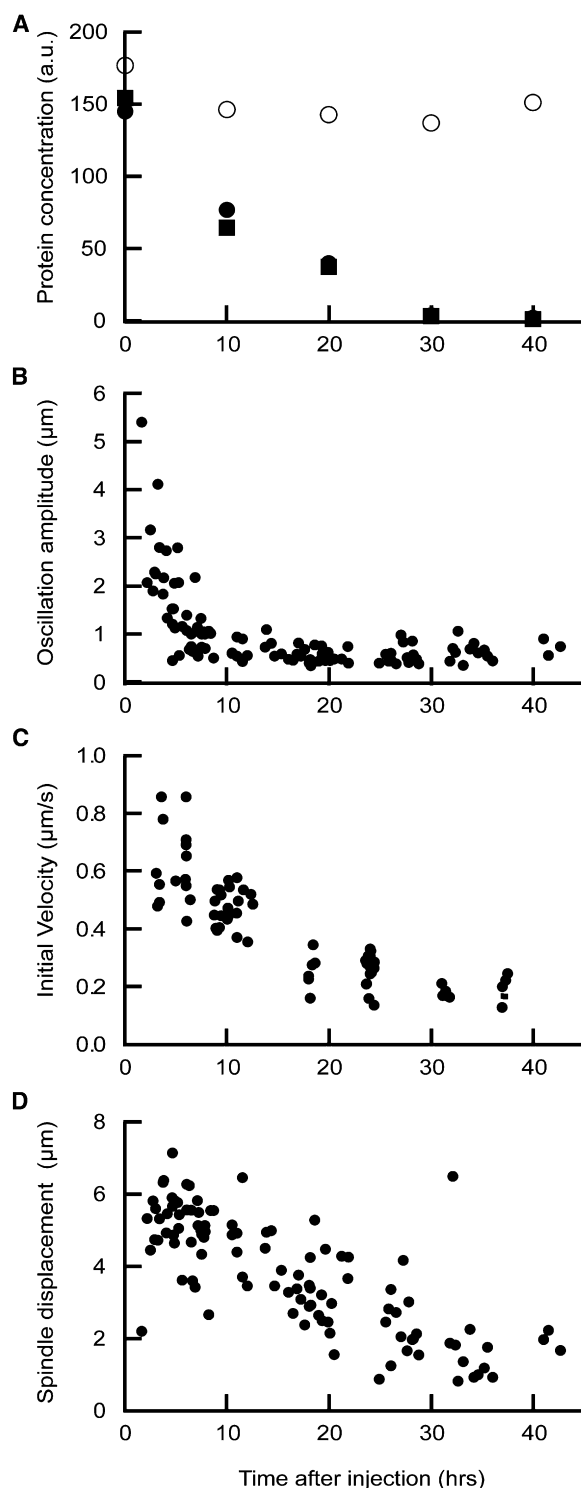 A
Protein concentration (a.u.)
200
150
100
50
0
0 10 20 30 40
B
Oscillation amplitude (µm)
6
5
4
3
2
1
0
0 10 20 30 40
C
Initial Velocity (µm/s)
1.0
0.8
0.6
0.4
0.2
0.0
0 10 20 30 40
D
Spindle displacement (µm)
8
6
4
2
0
0 10 20 30 40
Time after injection (hrs)